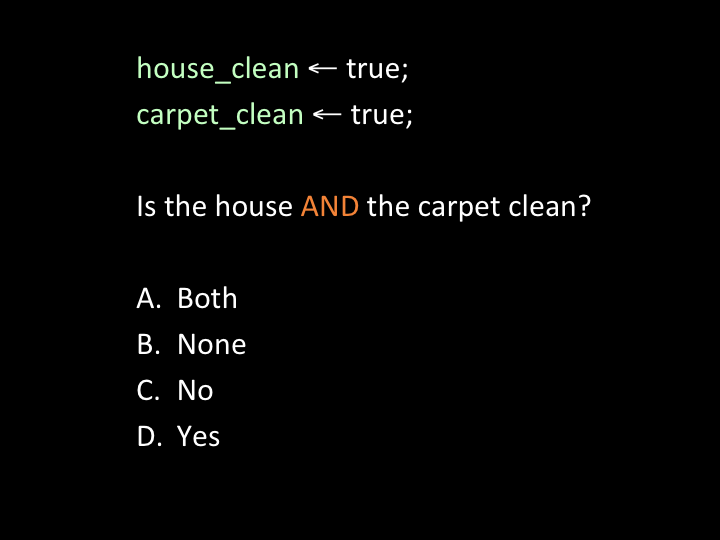 house_clean ← true;
carpet_clean ← true;
Is the house AND the carpet clean?
A. Both
B. None
C. No
D. Yes